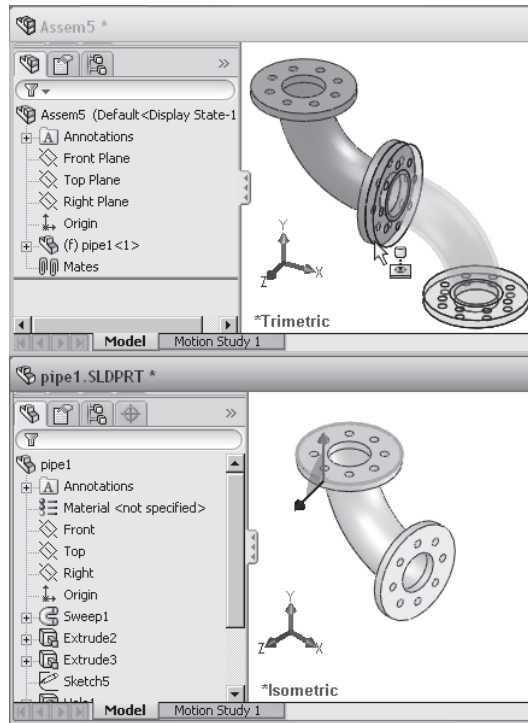 Assem5 *
»
Assem5 (Default<Display State-1
A Annotations
Front Plane
Top Plane
Right Plane
Origin
(f) pipe1<1>
Mates
Y
Z
X
*Trimetric
Model
Motion Study 1
pipe1.SLDPRT *
»
pipe1
A Annotations
Material <not specified>
Front
Top
Right
Origin
Sweep1
Extrude2
Extrude3
Sketch5
Hole1
Y
Z
X
*Isometric
Model
Motion Study 1